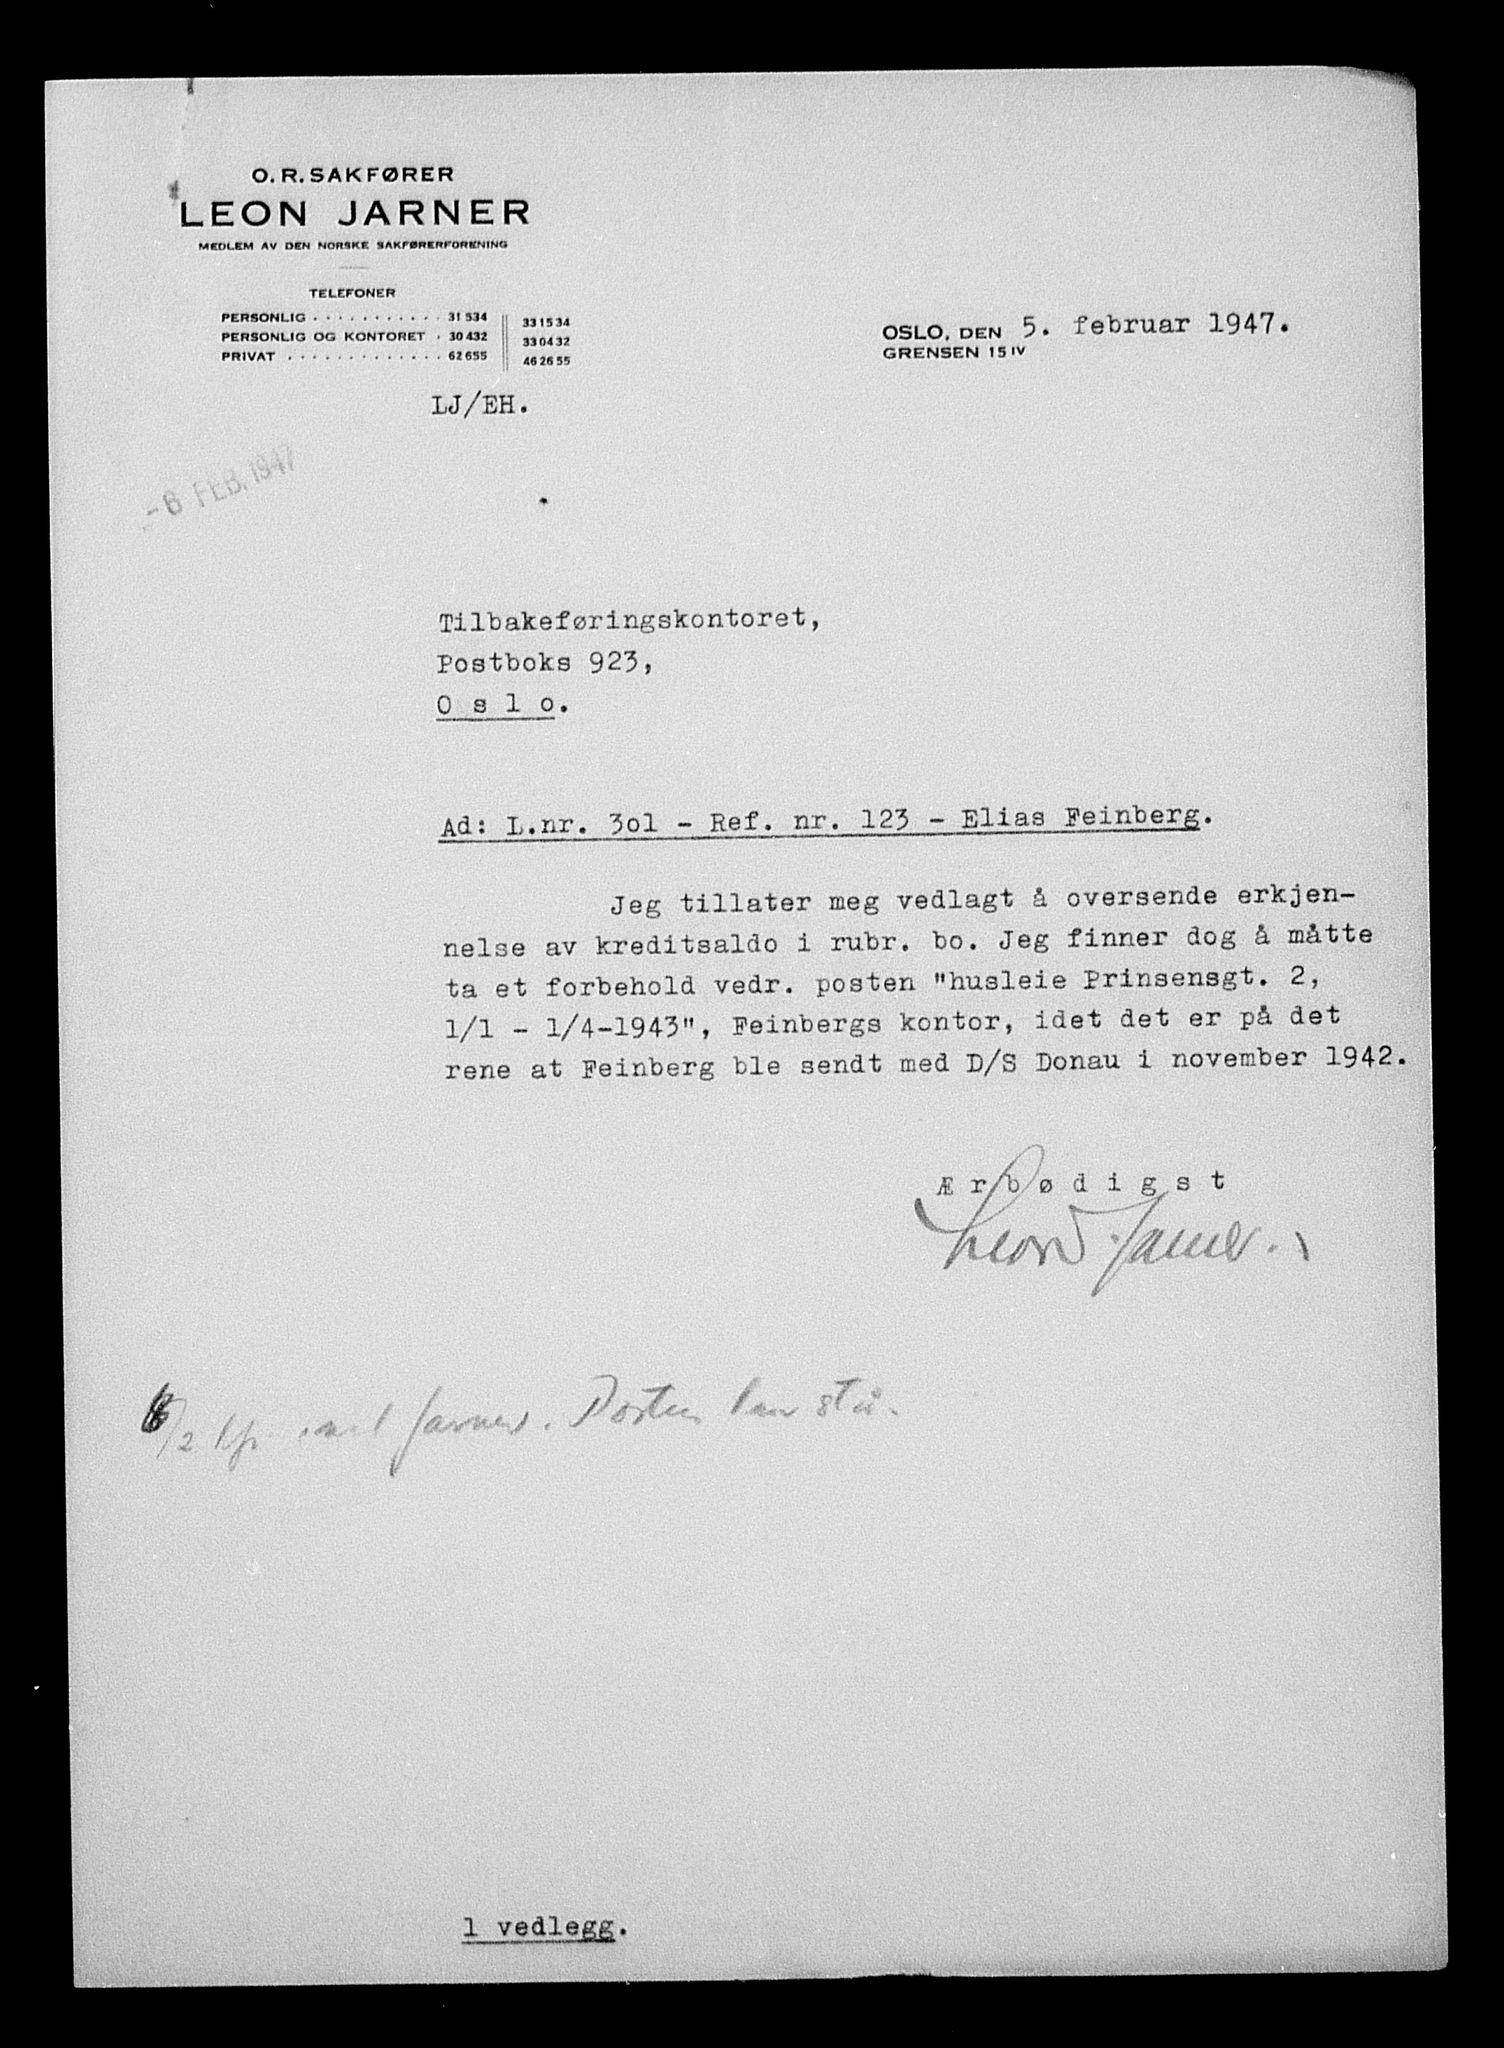 O. R. SAKFØRER
LEON JARNER
MEDLEM AV DEN NORSKE SAKFØRERFORENING
TELEFONER
PERSONLIG . . . . . . . . . . . 31 534 33 15 34
PERSONLIG OG KONTORET . 30 432 33 04 32
PRIVAT . . . . . . . . . . . . . 62 655 46 26 55
OSLO, DEN 5. februar 1947.
GRENSEN 15 IV
LJ/EH.
-6 FEB. 1947
Tilbakeføringskontoret,
Postboks 923,
O s l o.
Ad: L.nr. 3o1 - Ref. nr. 123 - Elias Feinberg.
Jeg tillater meg vedlagt å oversende erkjen-
nelse av kreditsaldo i rubr. bo. Jeg finner dog å måtte
ta et forbehold vedr. posten "husleie Prinsensgt. 2,
1/1 - 1/4-1943", Feinbergs kontor, idet det er på det
rene at Feinberg ble sendt med D/S Donau i november 1942.
Æ r b ø d i g s t
Leon Jarner.
/2 Jarner. Posten kan stå.
1 vedlegg.